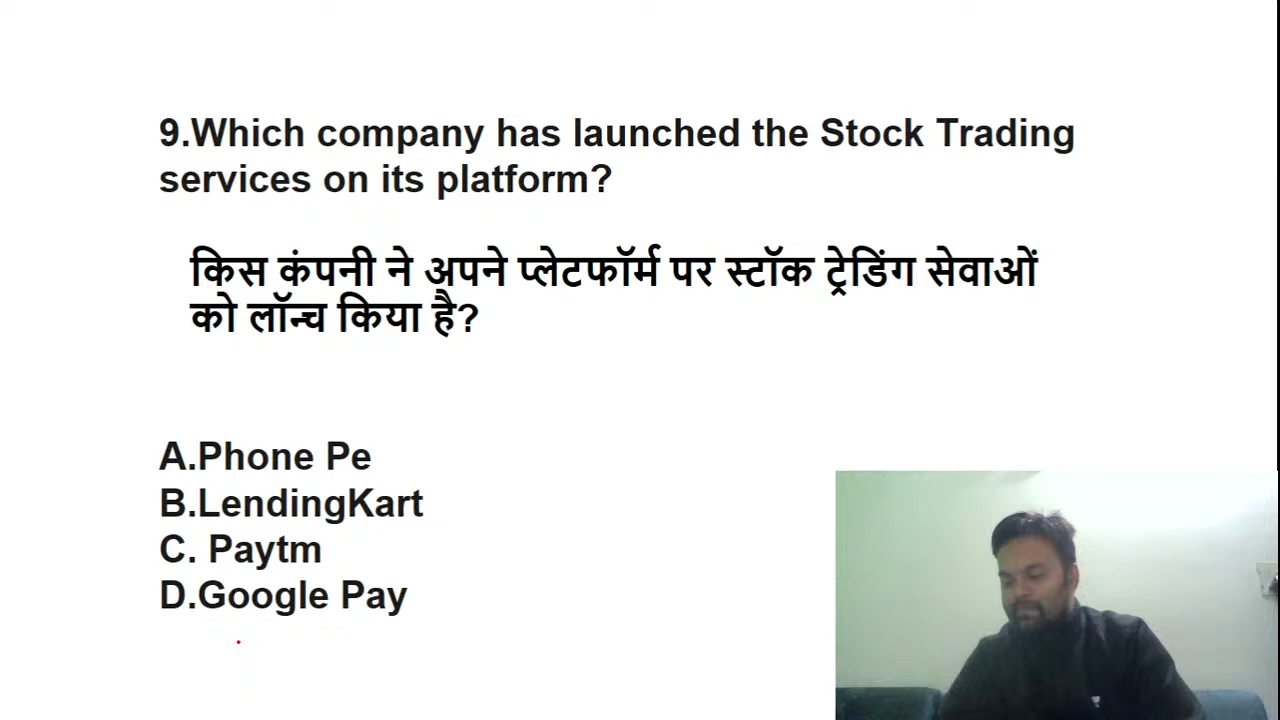 9.Which company has launched the Stock Trading
services on its platform?
किस कंपनी ने अपने प्लेटफॉर्म पर स्टॉक ट्रेडिंग सेवाओं
को लॉन्च किया है?
A.Phone Pe
B.LendingKart
C. Paytm
D.Google Pay